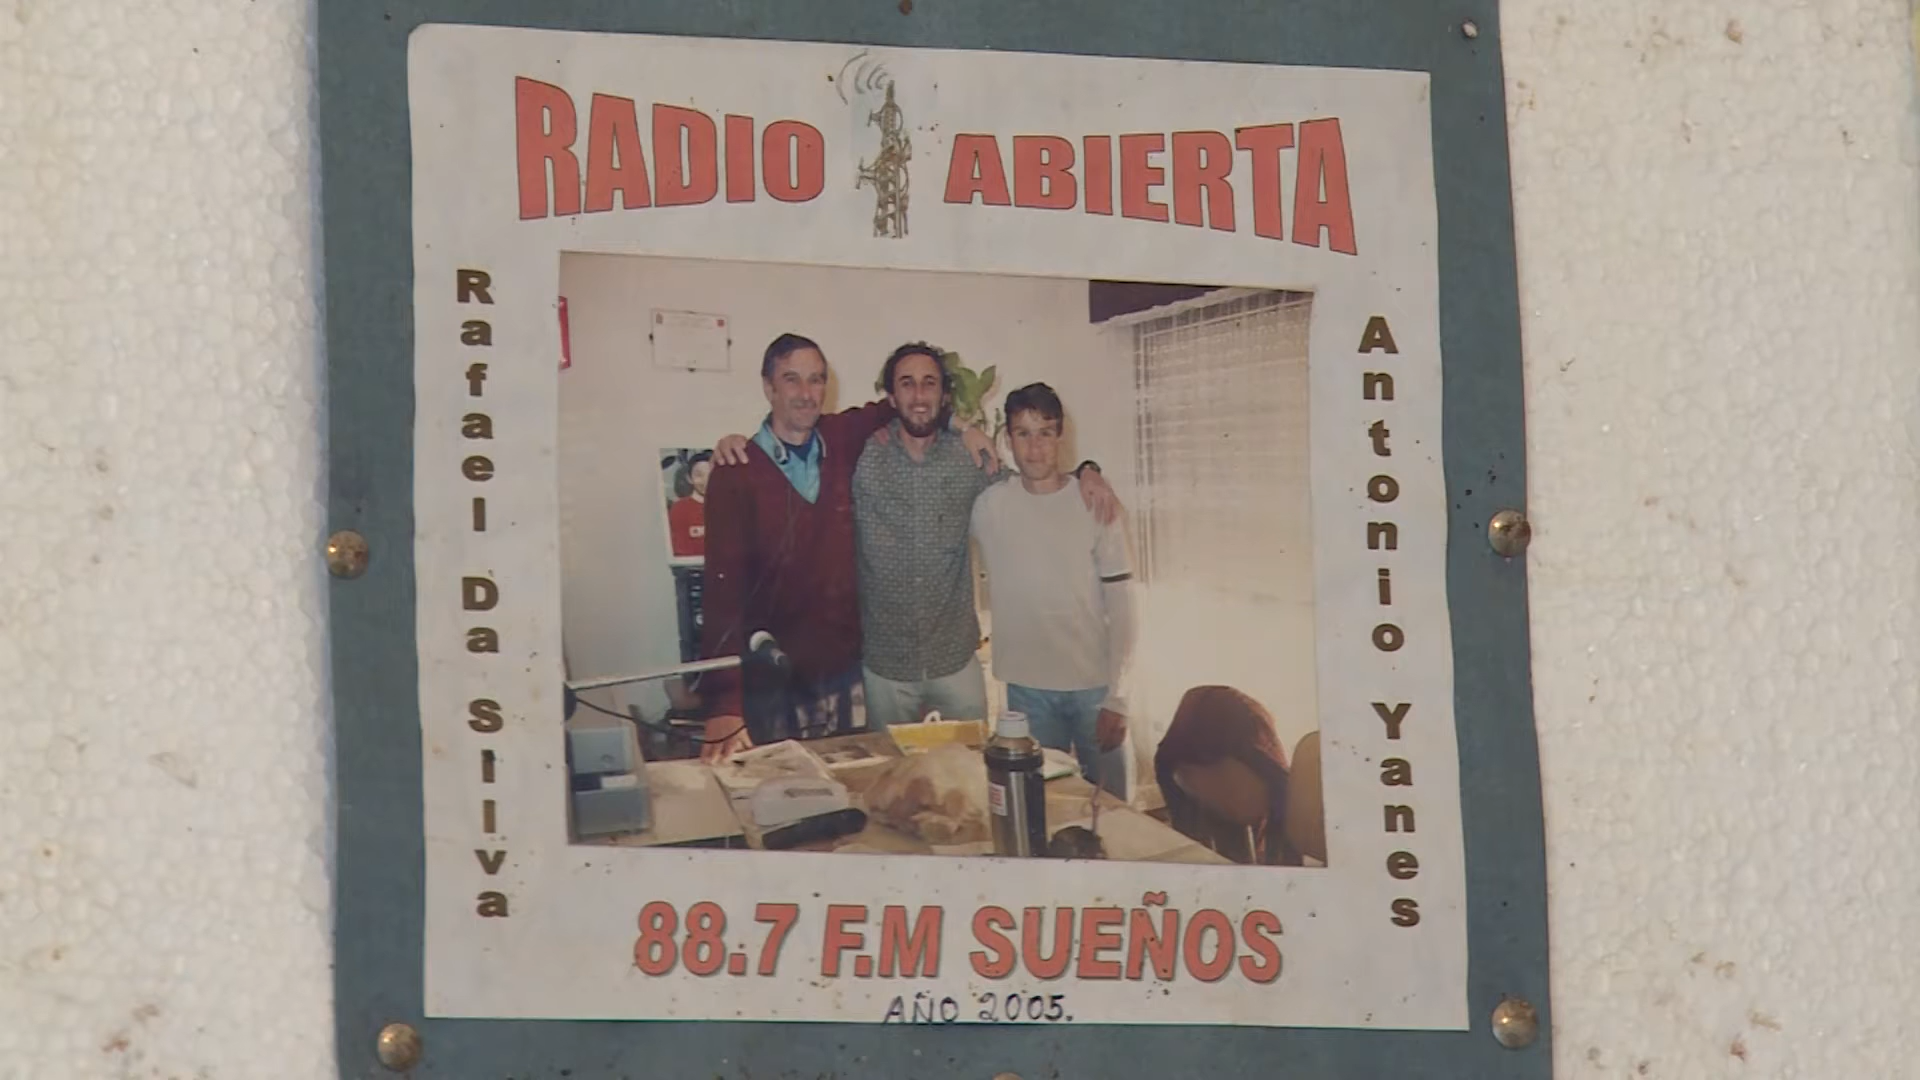 RADIO ABIERTA
Rafael Da Silva
Antonio Yanes
88.7 F.M SUEÑOS
AÑO 2005.